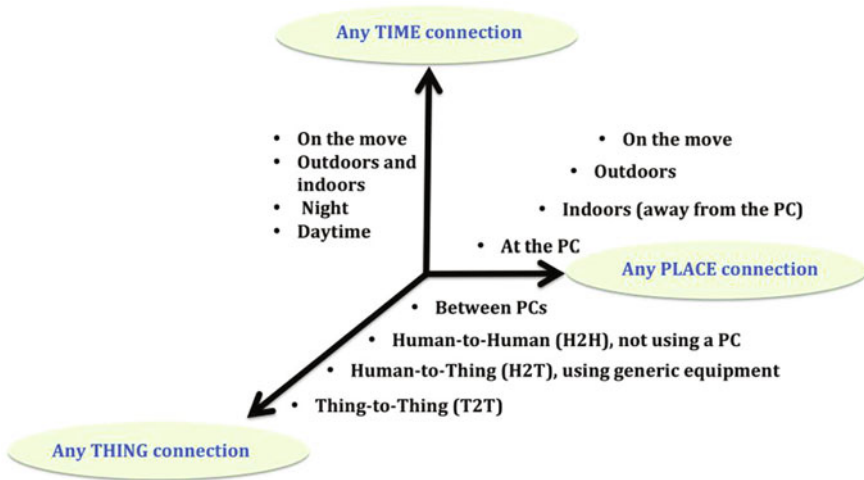 Any TIME connection
• On the move
• Outdoors and
indoors
• Night
• Daytime
• On the move
• Outdoors
• Indoors (away from the PC)
• At the PC
Any PLACE connection
• Between PCs
• Human-to-Human (H2H), not using a PC
• Human-to-Thing (H2T), using generic equipment
• Thing-to-Thing (T2T)
Any THING connection